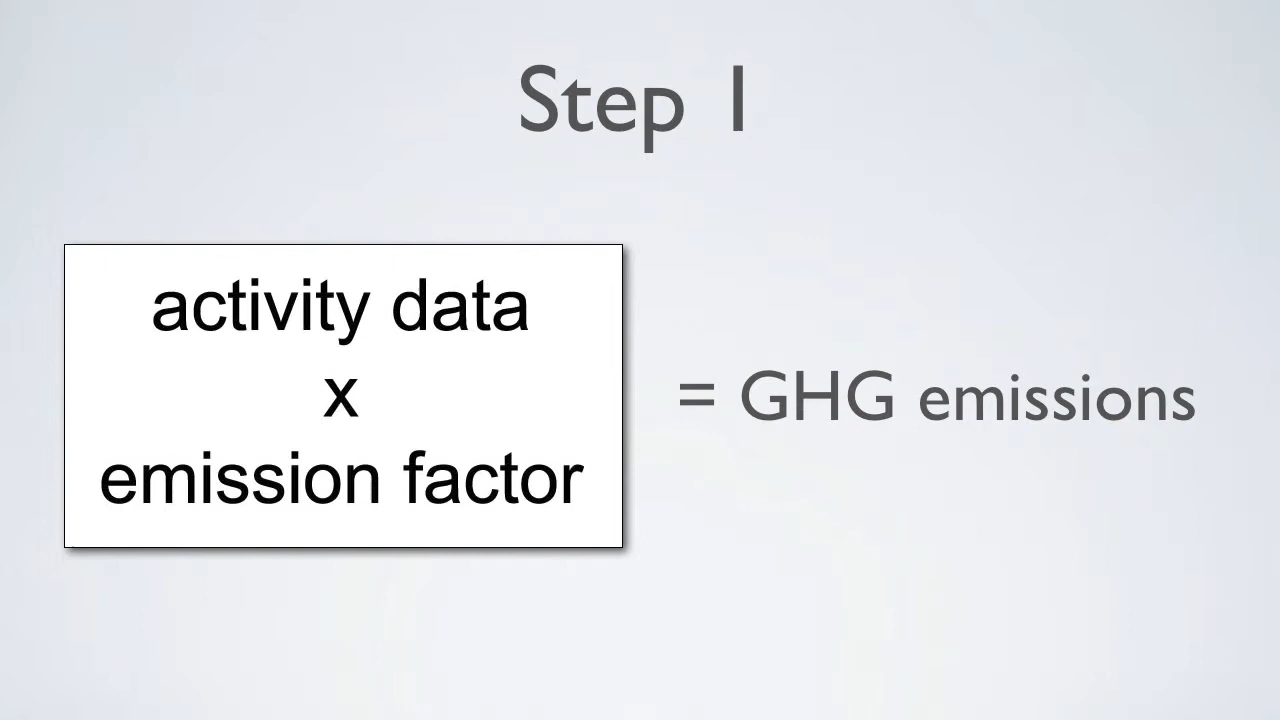 Step 1
activity data
x
emission factor
= GHG emissions